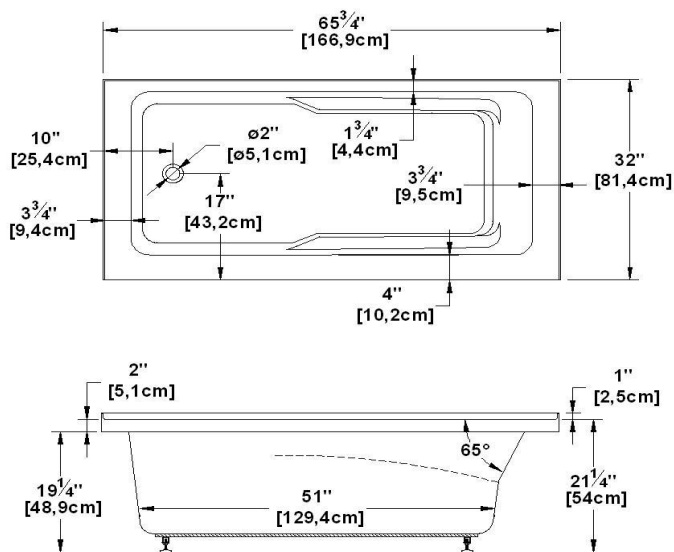 65¾"
[166,9cm]
10"
[25,4cm]
ø2"
[ø5,1cm]
1¾"
[4,4cm]
32"
[81,4cm]
3¾"
[9,5cm]
17"
[43,2cm]
3¾"
[9,4cm]
4"
[10,2cm]
2"
[5,1cm]
1"
[2,5cm]
65°
19¼"
[48,9cm]
51"
[129,4cm]
21¼"
[54cm]